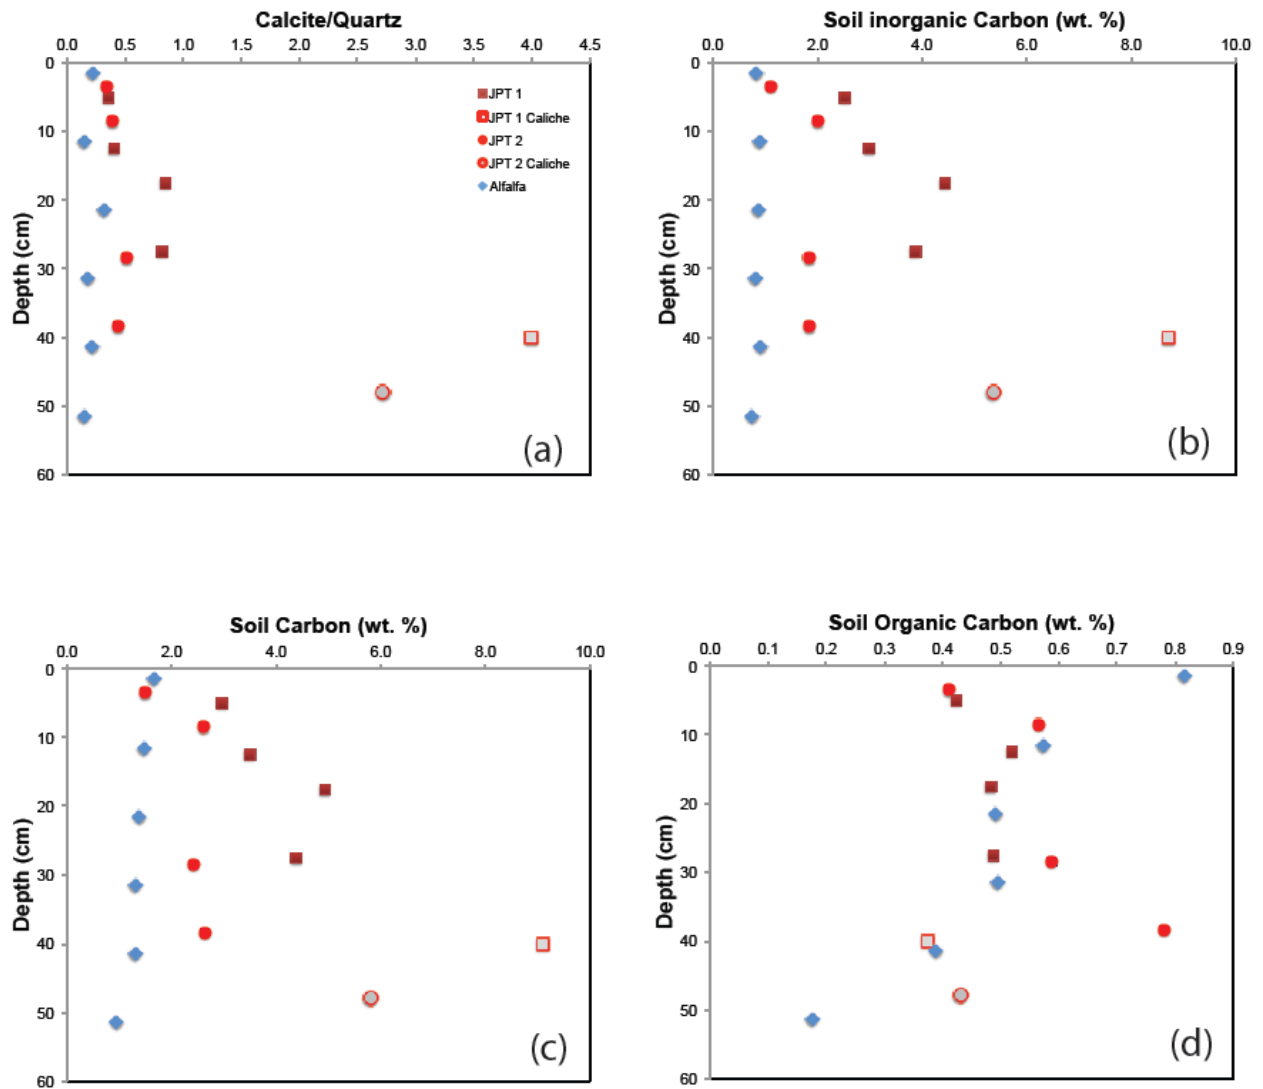 Calcite/Quartz
0.0 0.5 1.0 1.5 2.0 2.5 3.0 3.5 4.0 4.5
0
10
20
30
40
50
60
Depth (cm)
JPT 1
JPT 1 Caliche
JPT 2
JPT 2 Caliche
Alfalfa
(a)
Soil inorganic Carbon (wt. %)
0.0 2.0 4.0 6.0 8.0 10.0
0
10
20
30
40
50
60
Depth (cm)
(b)
Soil Carbon (wt. %)
0.0 2.0 4.0 6.0 8.0 10.0
0
10
20
30
40
50
60
Depth (cm)
(c)
Soil Organic Carbon (wt. %)
0.0 0.1 0.2 0.3 0.4 0.5 0.6 0.7 0.8 0.9
0
10
20
30
40
50
60
Depth (cm)
(d)